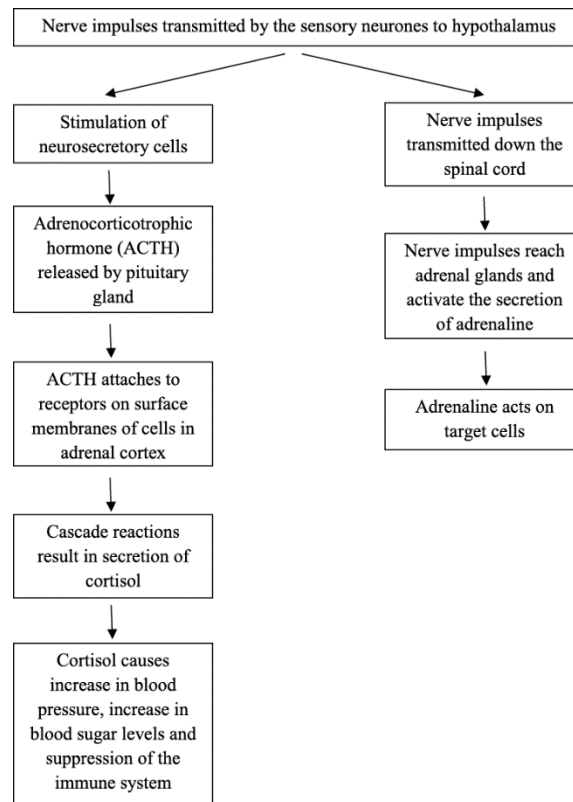 Nerve impulses transmitted by the sensory neurones to hypothalamus
Stimulation of
neurosecretory cells
Adrenocorticotrophic
hormone (ACTH)
released by pituitary
gland
ACTH attaches to
receptors on surface
membranes of cells in
adrenal cortex
Cascade reactions
result in secretion of
cortisol
Cortisol causes
increase in blood
pressure, increase in
blood sugar levels and
suppression of the
immune system
Nerve impulses
transmitted down the
spinal cord
Nerve impulses reach
adrenal glands and
activate the secretion
of adrenaline
Adrenaline acts on
target cells